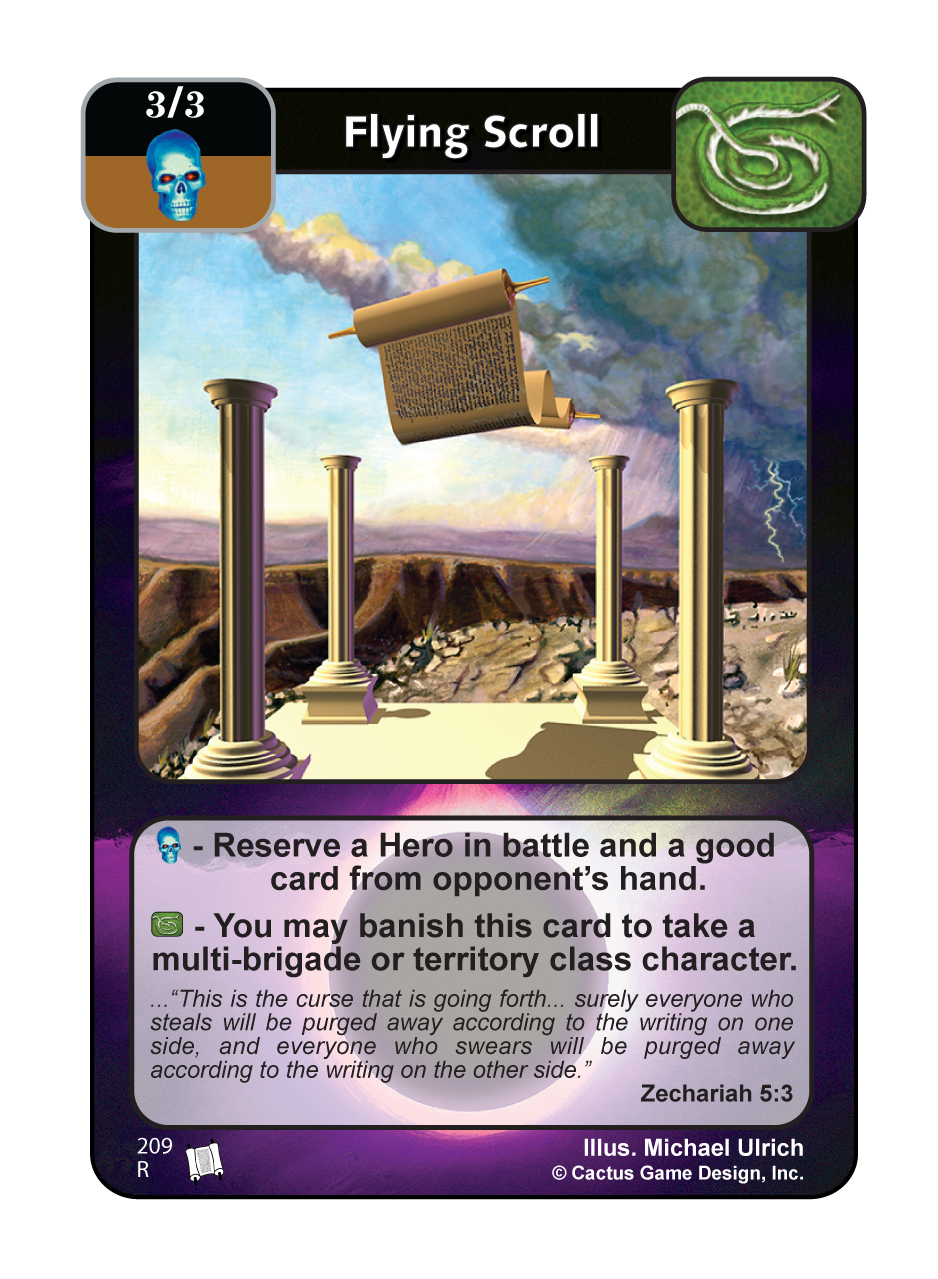 3/3
Flying Scroll
- Reserve a Hero in battle and a good
card from opponent’s hand.
- You may banish this card to take a
multi-brigade or territory class character.
...“This is the curse that is going forth... surely everyone who
steals will be purged away according to the writing on one
side, and everyone who swears will be purged away
according to the writing on the other side.”
Zechariah 5:3
209
R
Illus. Michael Ulrich
© Cactus Game Design, Inc.